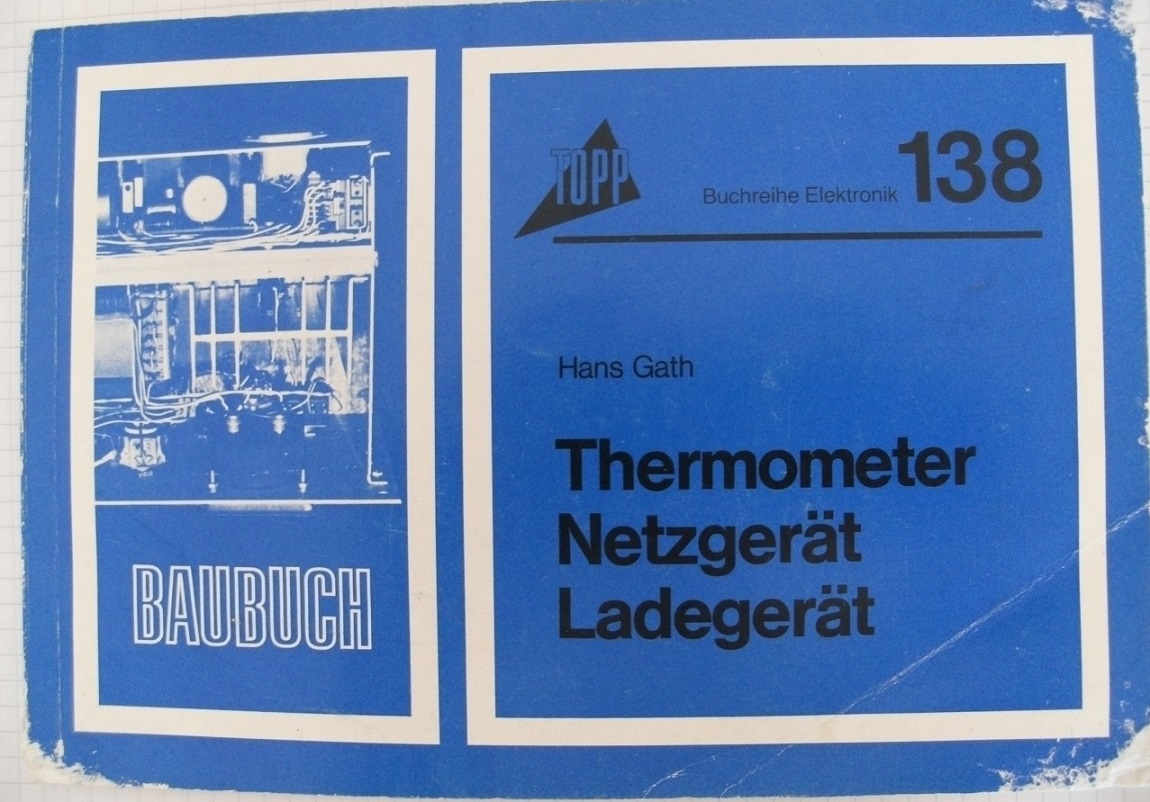 TOPP
Buchreihe Elektronik 138
Hans Gath
Thermometer
Netzgerät
Ladegerät
BAUBUCH